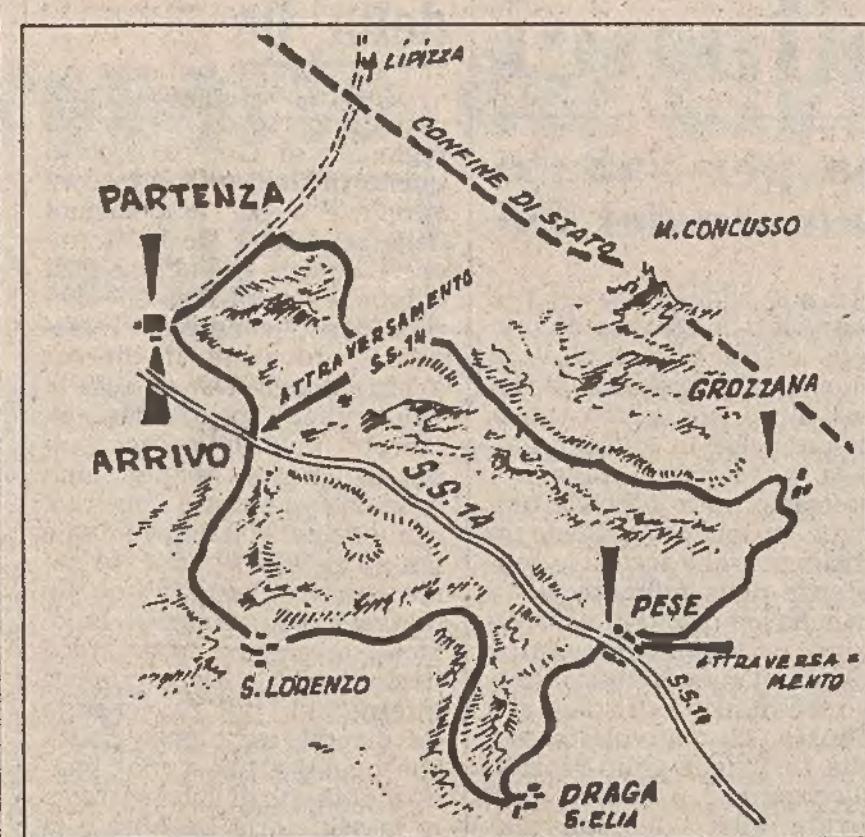 LIPIZZA
CONFINE DI STATO
PARTENZA
M. CONCUSSO
ATTRAVERSAMENTO
S.S. 14
GROZZANA
ARRIVO
S.S. 14
PESE
ATTRAVERSA=
MENTO
S. LORENZO
S.S. 14
DRAGA
S. ELIA